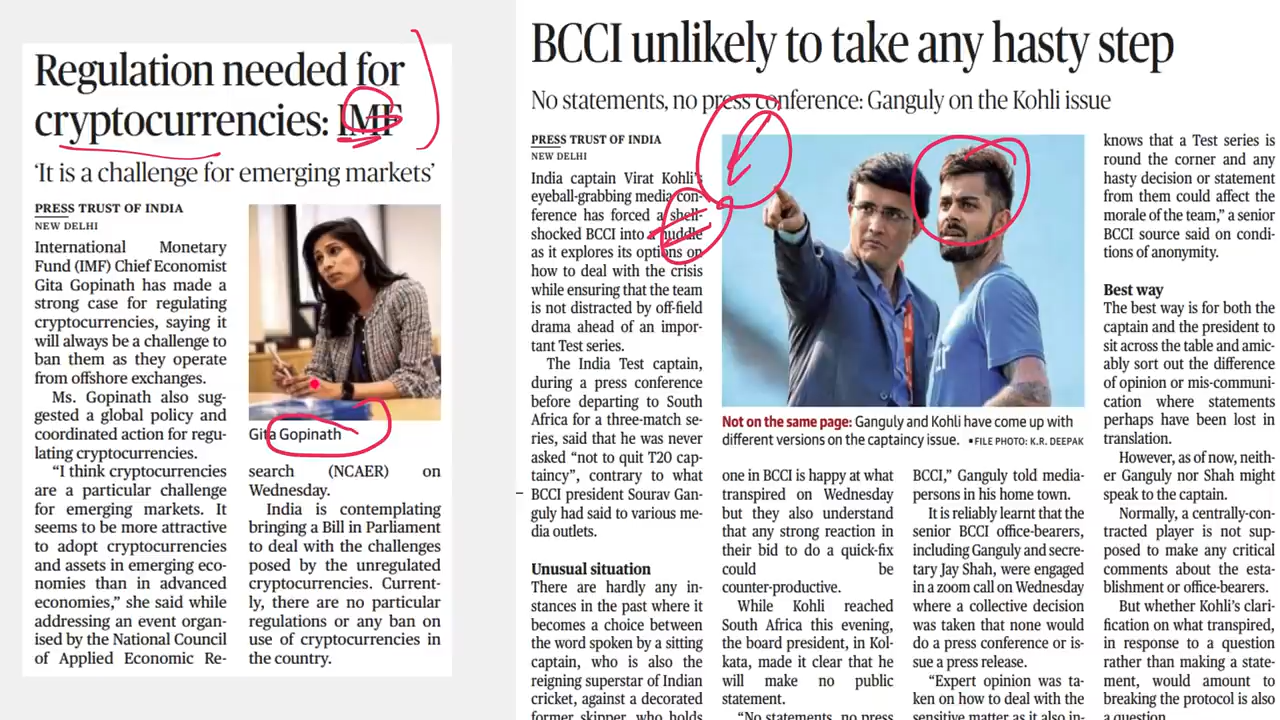 Regulation needed for
cryptocurrencies: IMF
‘It is a challenge for emerging markets’
PRESS TRUST OF INDIA
NEW DELHI
International Monetary
Fund (IMF) Chief Economist
Gita Gopinath has made a
strong case for regulating
cryptocurrencies, saying it
will always be a challenge to
ban them as they operate
from offshore exchanges.
Ms. Gopinath also sug-
gested a global policy and
coordinated action for regu-
lating cryptocurrencies.
“I think cryptocurrencies
are a particular challenge
for emerging markets. It
seems to be more attractive
to adopt cryptocurrencies
and assets in emerging eco-
nomies than in advanced
economies,” she said while
addressing an event organ-
ised by the National Council
of Applied Economic Re-
Gita Gopinath
search (NCAER) on
Wednesday.
India is contemplating
bringing a Bill in Parliament
to deal with the challenges
posed by the unregulated
cryptocurrencies. Current-
ly, there are no particular
regulations or any ban on
use of cryptocurrencies in
the country.
BCCI unlikely to take any hasty step
No statements, no press conference: Ganguly on the Kohli issue
PRESS TRUST OF INDIA
NEW DELHI
India captain Virat Kohli’s
eyeball-grabbing media con-
ference has forced a shell-
shocked BCCI into a huddle
as it explores its options on
how to deal with the crisis
while ensuring that the team
is not distracted by off-field
drama ahead of an impor-
tant Test series.
The India Test captain,
during a press conference
before departing to South
Africa for a three-match se-
ries, said that he was never
asked “not to quit T20 cap-
taincy”, contrary to what
BCCI president Sourav Gan-
guly had said to various me-
dia outlets.
Unusual situation
There are hardly any in-
stances in the past where it
becomes a choice between
the word spoken by a sitting
captain, who is also the
reigning superstar of Indian
cricket, against a decorated
former skipper, who holds
Not on the same page: Ganguly and Kohli have come up with
different versions on the captaincy issue. ▪FILE PHOTO: K.R. DEEPAK
one in BCCI is happy at what
transpired on Wednesday
but they also understand
that any strong reaction in
their bid to do a quick-fix
could be
counter-productive.
While Kohli reached
South Africa this evening,
the board president, in Kol-
kata, made it clear that he
will make no public
statement.
“No statements, no press
BCCI,” Ganguly told media-
persons in his home town.
It is reliably learnt that the
senior BCCI office-bearers,
including Ganguly and secre-
tary Jay Shah, were engaged
in a zoom call on Wednesday
where a collective decision
was taken that none would
do a press conference or is-
sue a press release.
“Expert opinion was ta-
ken on how to deal with the
sensitive matter as it also in-
knows that a Test series is
round the corner and any
hasty decision or statement
from them could affect the
morale of the team,” a senior
BCCI source said on condi-
tions of anonymity.
Best way
The best way is for both the
captain and the president to
sit across the table and amic-
ably sort out the difference
of opinion or mis-communi-
cation where statements
perhaps have been lost in
translation.
However, as of now, neith-
er Ganguly nor Shah might
speak to the captain.
Normally, a centrally-con-
tracted player is not sup-
posed to make any critical
comments about the esta-
blishment or office-bearers.
But whether Kohli’s clari-
fication on what transpired,
in response to a question
rather than making a state-
ment, would amount to
breaking the protocol is also
a question.